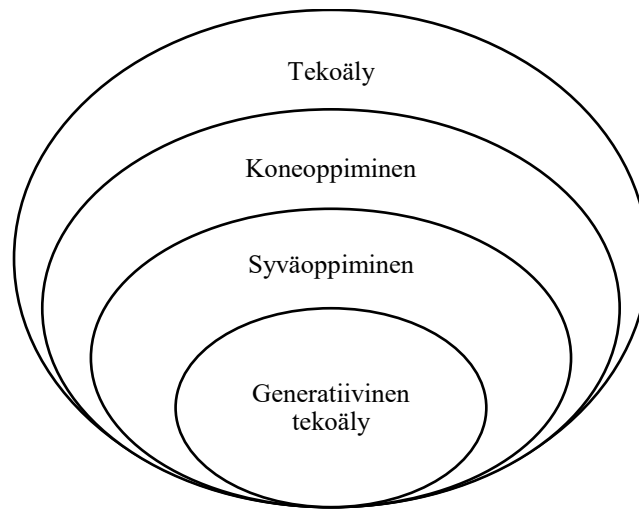 Tekoäly
Koneoppiminen
Syväoppiminen
Generatiivinen
tekoäly